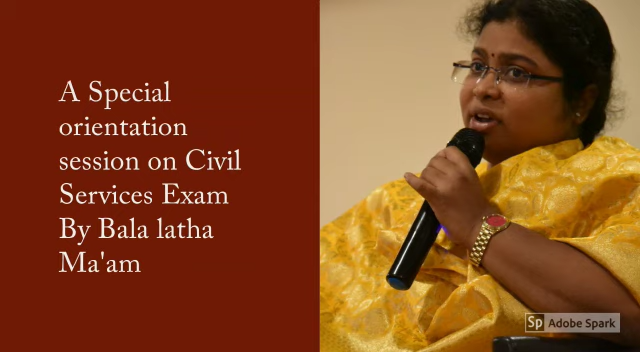 A Special
orientation
session on Civil
Services Exam
By Bala latha
Ma'am
Sp Adobe Spark